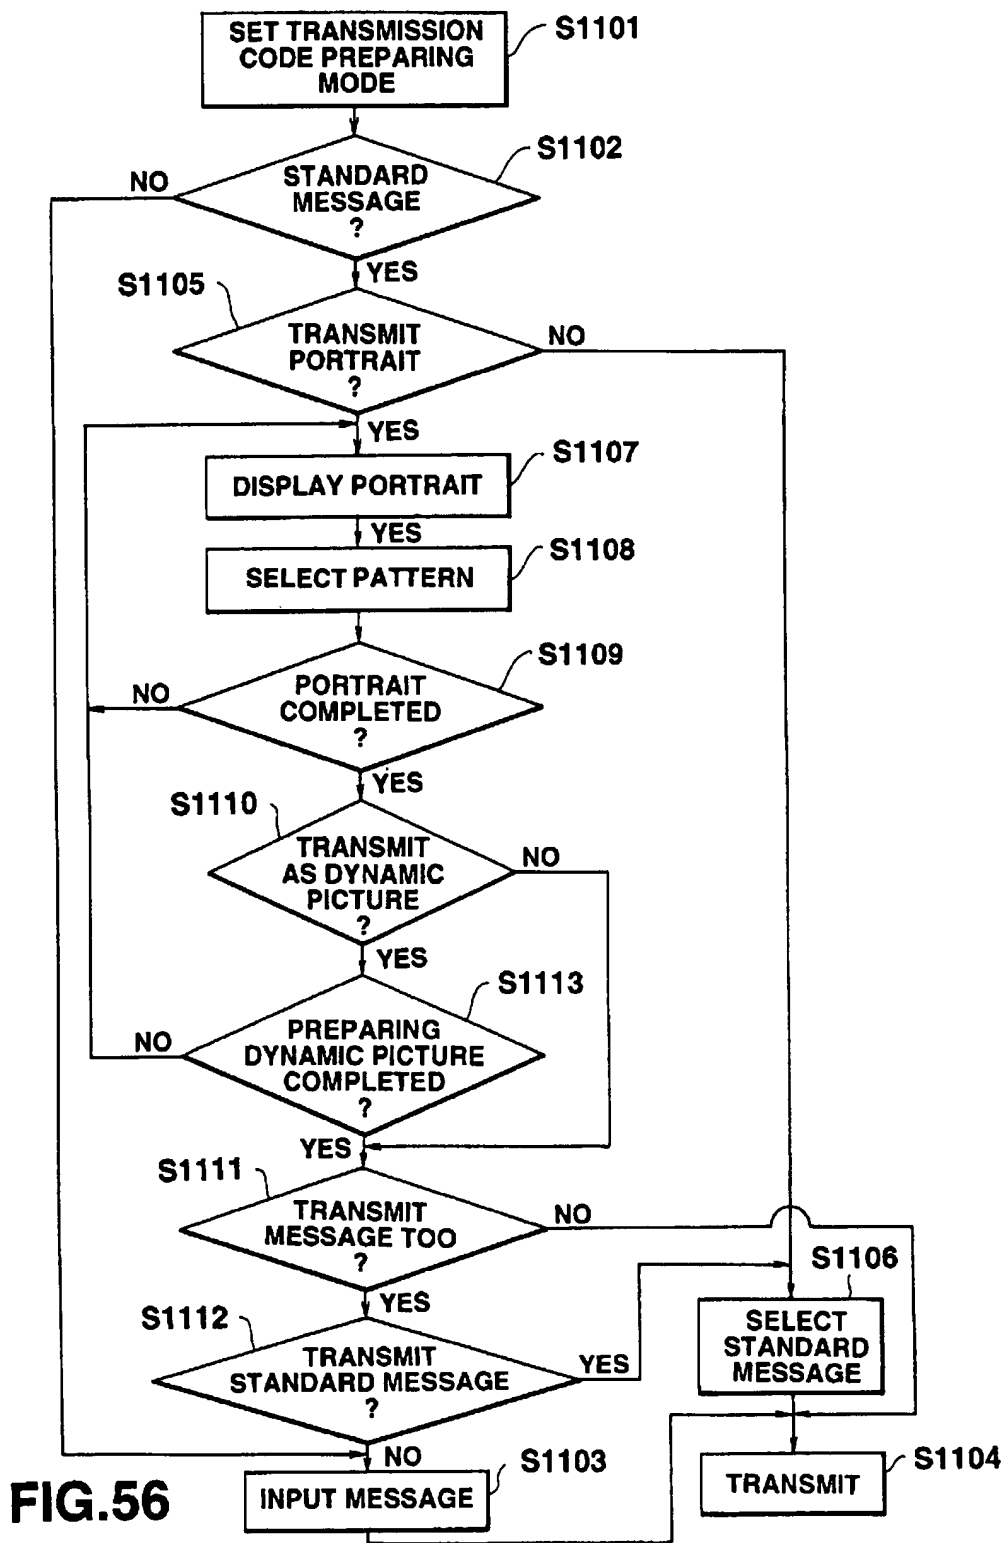 SET TRANSMISSION
CODE PREPARING
MODE
S1101
S1102
NO
STANDARD
MESSAGE
?
YES
S1105
TRANSMIT
PORTRAIT
?
NO
YES
S1107
DISPLAY PORTRAIT
YES
S1108
SELECT PATTERN
S1109
NO
PORTRAIT
COMPLETED
?
YES
S1110
TRANSMIT
AS DYNAMIC
PICTURE
?
NO
YES
S1113
NO
PREPARING
DYNAMIC PICTURE
COMPLETED
?
YES
S1111
TRANSMIT
MESSAGE TOO
?
NO
YES
S1106
SELECT
STANDARD
MESSAGE
S1112
TRANSMIT
STANDARD MESSAGE
?
YES
NO
S1103
INPUT MESSAGE
S1104
TRANSMIT
FIG.56